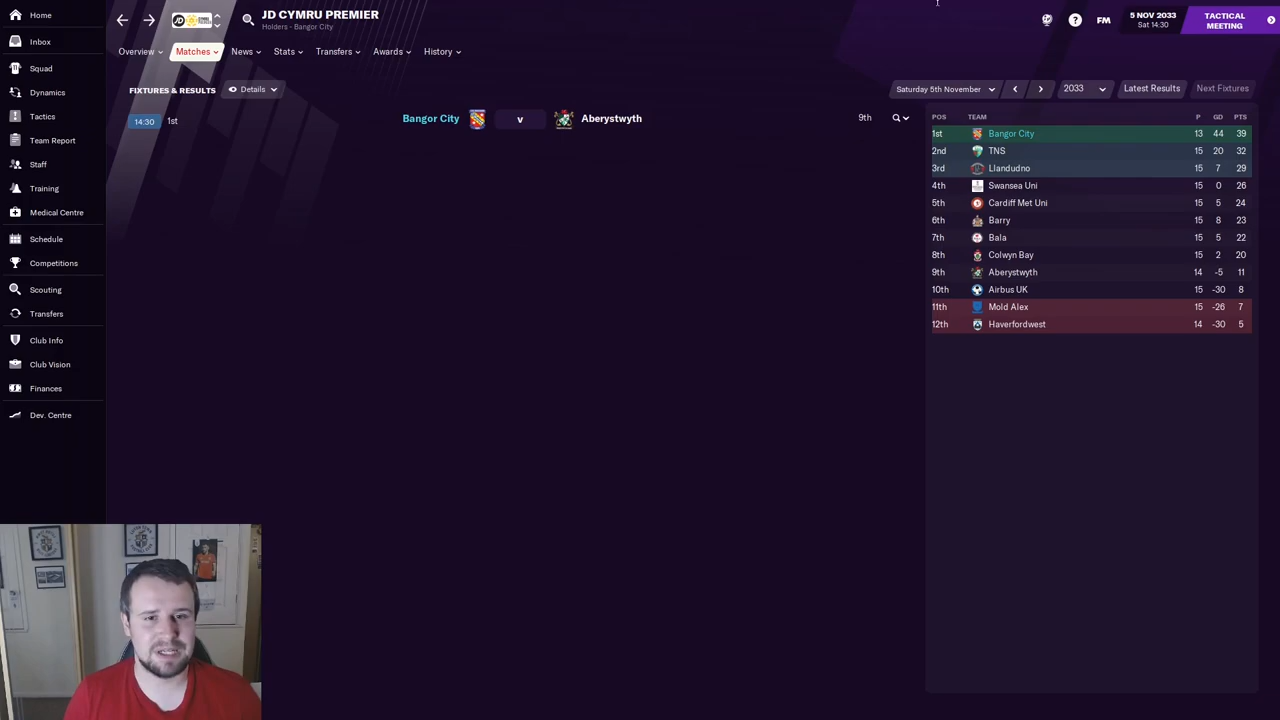 Home
Inbox
Squad
Dynamics
Tactics
Team Report
Staff
Training
Medical Centre
Schedule
Competitions
Scouting
Transfers
Club Info
Club Vision
Finances
Dev. Centre
JD CYMRU PREMIER
Holders - Bangor City
FM
5 NOV 2033
Sat 14:30
TACTICAL
MEETING
Overview Matches News Stats Transfers Awards History
FIXTURES & RESULTS Details
Saturday 5th November 2033 Latest Results Next Fixtures
14:30 1st Bangor City v Aberystwyth 9th
POS TEAM P GD PTS
1st Bangor City 13 44 39
2nd TNS 15 20 32
3rd Llandudno 15 7 29
4th Swansea Uni 15 0 26
5th Cardiff Met Uni 15 5 24
6th Barry 15 8 23
7th Bala 15 5 22
8th Colwyn Bay 15 2 20
9th Aberystwyth 14 -5 11
10th Airbus UK 15 -30 8
11th Mold Alex 15 -26 7
12th Haverfordwest 14 -30 5